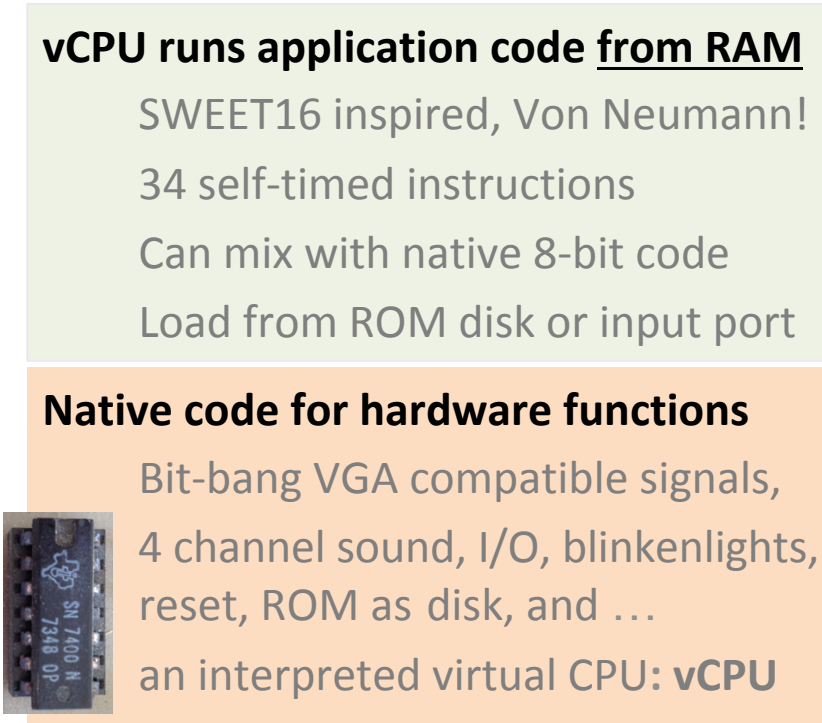 vCPU runs application code from RAM
SWEET16 inspired, Von Neumann!
34 self-timed instructions
Can mix with native 8-bit code
Load from ROM disk or input port
Native code for hardware functions
Bit-bang VGA compatible signals,
4 channel sound, I/O, blinkenlights,
reset, ROM as disk, and …
an interpreted virtual CPU: vCPU
SN 7400 N
7348 OP